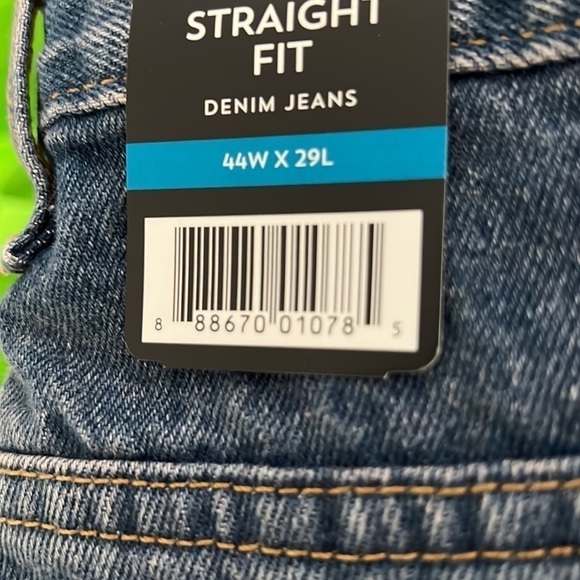 STRAIGHT
FIT
DENIM JEANS
44W X 29L
8 88670 01078 5